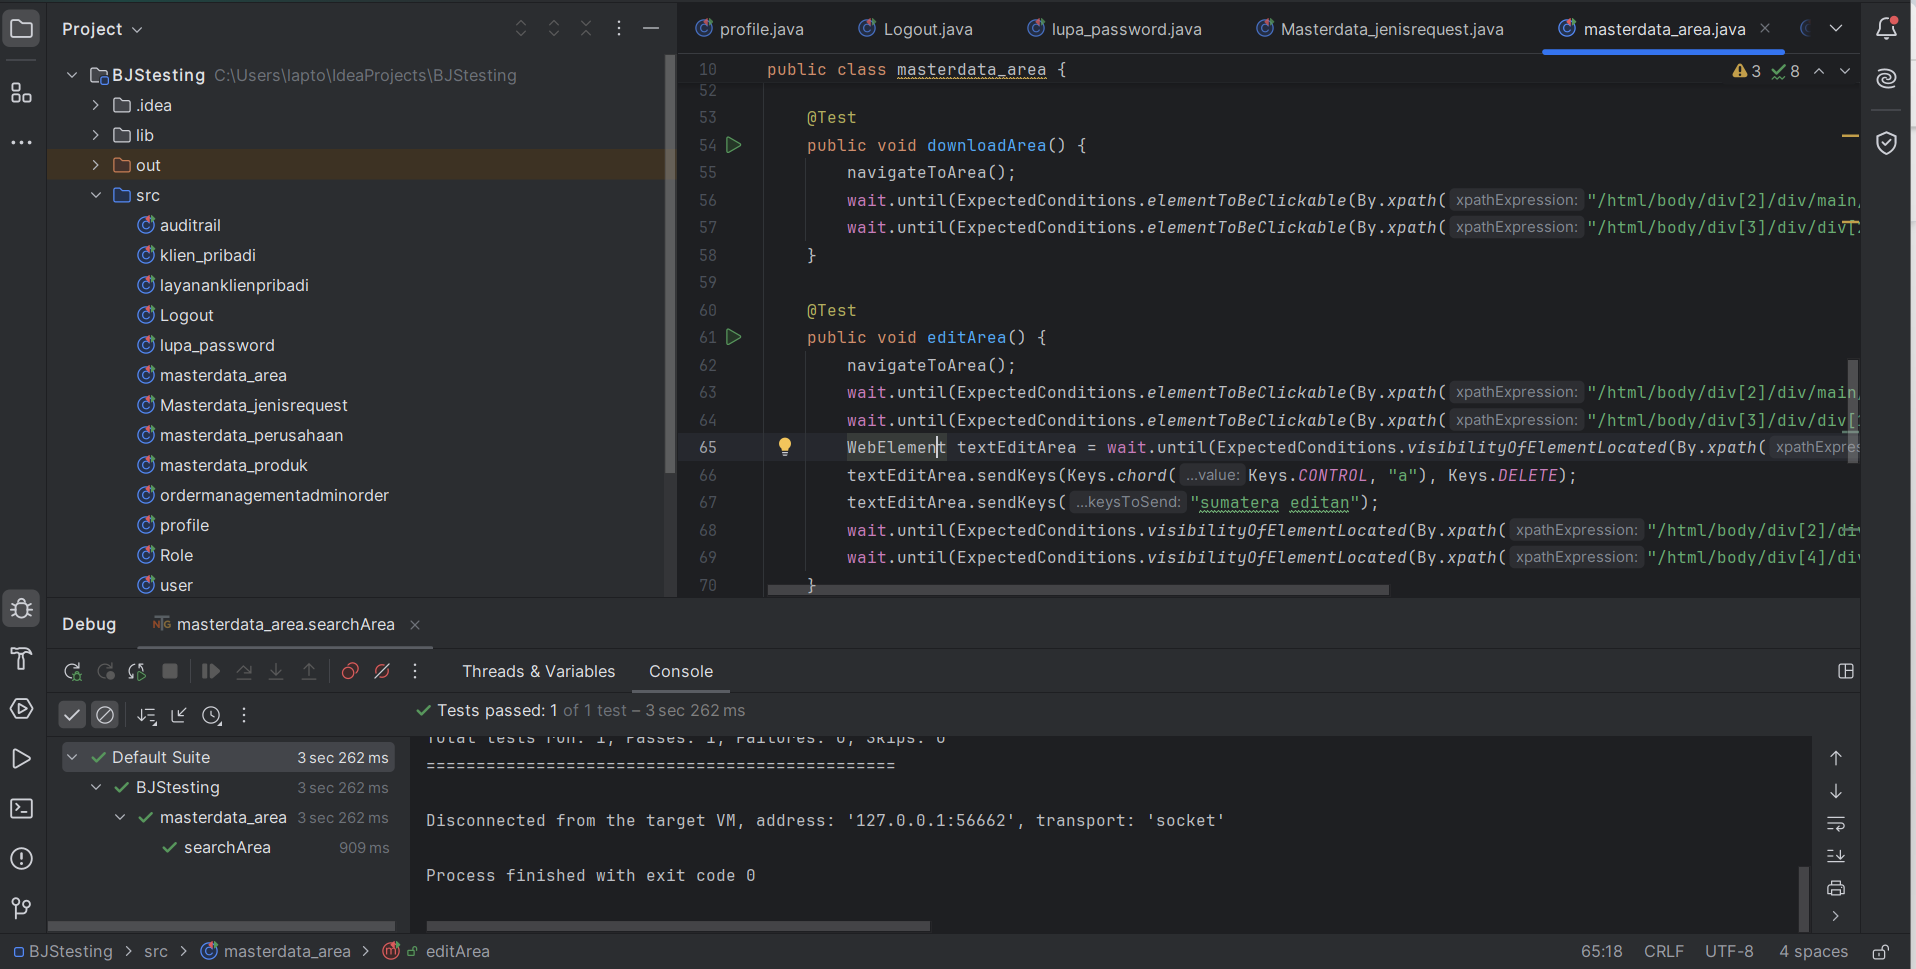 Project
profile.java
Logout.java
lupa_password.java
Masterdata_jenisrequest.java
masterdata_area.java
BJStesting C:\Users\lapto\IdeaProjects\BJStesting
.idea
lib
out
src
auditrail
klien_pribadi
layananklienpribadi
Logout
lupa_password
masterdata_area
Masterdata_jenisrequest
masterdata_perusahaan
masterdata_produk
ordermanagementadminorder
profile
Role
user
10 public class masterdata_area {
3 8
52
53 @Test
54 public void downloadArea() {
55 navigateToArea();
56 wait.until(ExpectedConditions.elementToBeClickable(By.xpath( xpathExpression: "/html/body/div[2]/div/main
57 wait.until(ExpectedConditions.elementToBeClickable(By.xpath( xpathExpression: "/html/body/div[3]/div/div[
58 }
59
60 @Test
61 public void editArea() {
62 navigateToArea();
63 wait.until(ExpectedConditions.elementToBeClickable(By.xpath( xpathExpression: "/html/body/div[2]/div/main
64 wait.until(ExpectedConditions.elementToBeClickable(By.xpath( xpathExpression: "/html/body/div[3]/div/div[
65 WebElement textEditArea = wait.until(ExpectedConditions.visibilityOfElementLocated(By.xpath( xpathExpres
66 textEditArea.sendKeys(Keys.chord( ...value: Keys.CONTROL, "a"), Keys.DELETE);
67 textEditArea.sendKeys( ...keysToSend: "sumatera editan");
68 wait.until(ExpectedConditions.visibilityOfElementLocated(By.xpath( xpathExpression: "/html/body/div[2]/div
69 wait.until(ExpectedConditions.visibilityOfElementLocated(By.xpath( xpathExpression: "/html/body/div[4]/div
70 }
Debug
masterdata_area.searchArea
Threads & Variables
Console
Tests passed: 1 of 1 test – 3 sec 262 ms
Default Suite 3 sec 262 ms
BJStesting 3 sec 262 ms
masterdata_area 3 sec 262 ms
searchArea 909 ms
Total tests run: 1, Passes: 1, Failures: 0, Skips: 0
===============================================
Disconnected from the target VM, address: '127.0.0.1:56662', transport: 'socket'
Process finished with exit code 0
BJStesting > src > masterdata_area > editArea
65:18 CRLF UTF-8 4 spaces